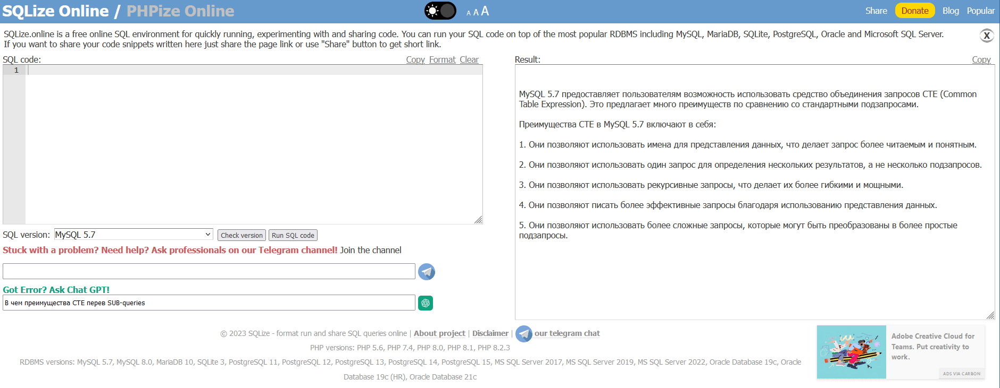 SQLize Online / PHPize Online
A A A
Share Donate Blog Popular
SQLize.online is a free online SQL environment for quickly running, experimenting with and sharing code. You can run your SQL code on top of the most popular RDBMS including MySQL, MariaDB, SQLite, PostgreSQL, Oracle and Microsoft SQL Server.
If you want to share your code snippets written here just share the page link or use "Share" button to get short link.
X
SQL code:
Copy Format Clear
1
SQL version: MySQL 5.7 Check version Run SQL code
Stuck with a problem? Need help? Ask professionals on our Telegram channel! Join the channel
Got Error? Ask Chat GPT!
В чем преимущества CTE перев SUB-queries
Result:
Copy
MySQL 5.7 предоставляет пользователям возможность использовать средство объединения запросов CTE (Common
Table Expression). Это предлагает много преимуществ по сравнению со стандартными подзапросами.
Преимущества CTE в MySQL 5.7 включают в себя:
1. Они позволяют использовать имена для представления данных, что делает запрос более читаемым и понятным.
2. Они позволяют использовать один запрос для определения нескольких результатов, а не несколько подзапросов.
3. Они позволяют использовать рекурсивные запросы, что делает их более гибкими и мощными.
4. Они позволяют писать более эффективные запросы благодаря использованию представления данных.
5. Они позволяют использовать более сложные запросы, которые могут быть преобразованы в более простые
подзапросы.
© 2023 SQLize - format run and share SQL queries online | About project | Disclaimer | our telegram chat
PHP versions: PHP 5.6, PHP 7.4, PHP 8.0, PHP 8.1, PHP 8.2.3
RDBMS versions: MySQL 5.7, MySQL 8.0, MariaDB 10, SQLite 3, PostgreSQL 11, PostgreSQL 12, PostgreSQL 13, PostgreSQL 14, PostgreSQL 15, MS SQL Server 2017, MS SQL Server 2019, MS SQL Server 2022, Oracle Database 19c, Oracle
Database 19c (HR), Oracle Database 21c
Adobe Creative Cloud for
Teams. Put creativity to
work.
ADS VIA CARBON